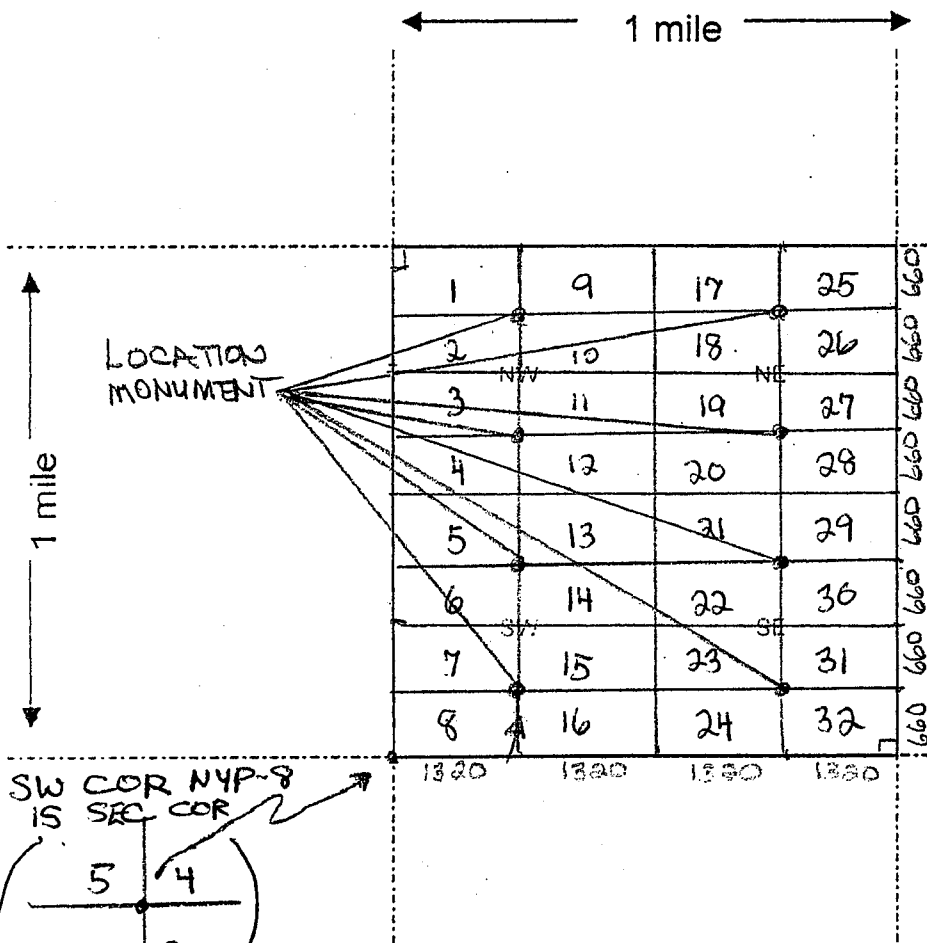 1 mile
1 9 17 25 660
2 10 18 26 660
NW NE
LOCATION
MONUMENT
3 11 19 27 660
4 12 20 28 660
1 mile
5 13 21 29 660
6 14 22 30 660
SW SE
7 15 23 31 660
8 16 24 32 660
1320 1320 1320 1320
SW COR NYP-8
IS SEC COR
5 4